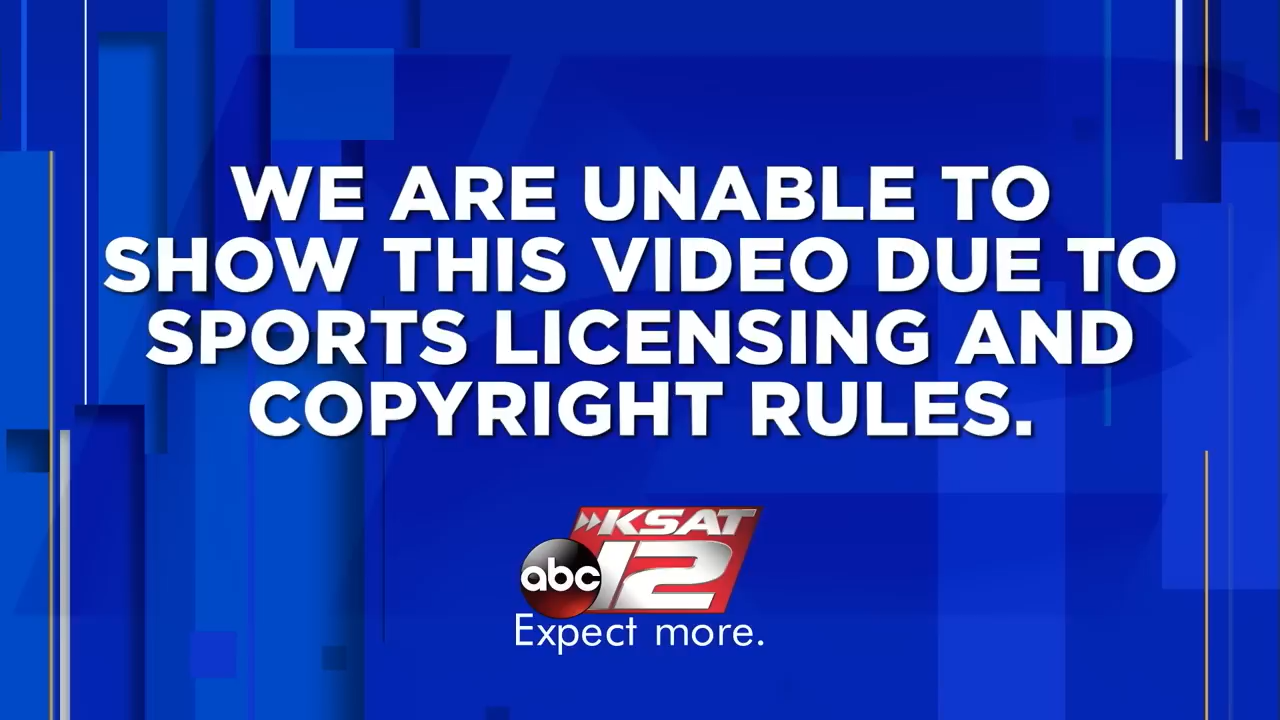 WE ARE UNABLE TO
SHOW THIS VIDEO DUE TO
SPORTS LICENSING AND
COPYRIGHT RULES.
KSAT
abc 12
Expect more.